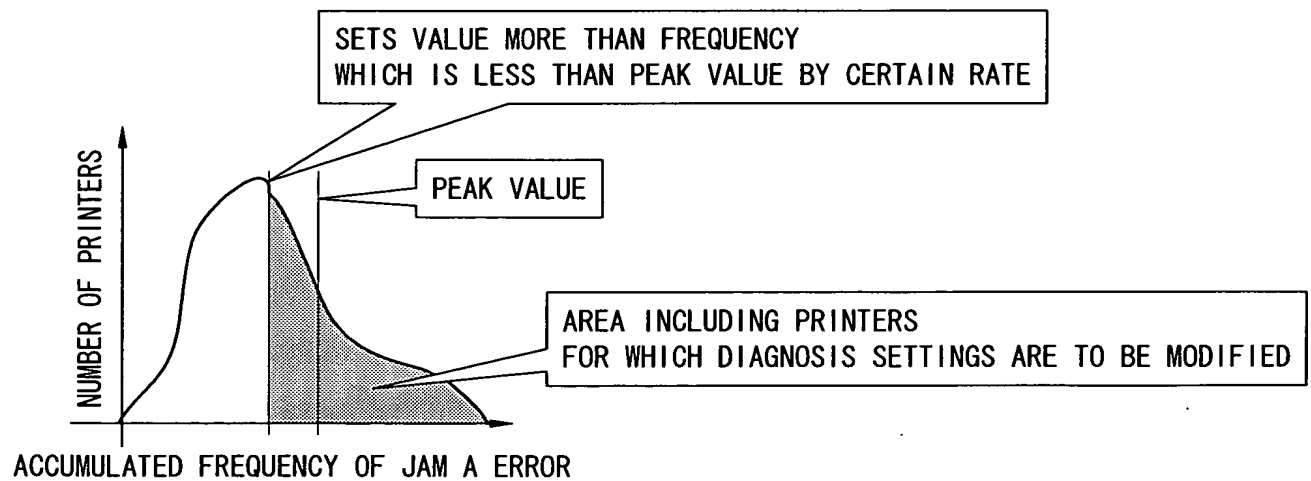 SETS VALUE MORE THAN FREQUENCY
WHICH IS LESS THAN PEAK VALUE BY CERTAIN RATE
PEAK VALUE
NUMBER OF PRINTERS
AREA INCLUDING PRINTERS
FOR WHICH DIAGNOSIS SETTINGS ARE TO BE MODIFIED
ACCUMULATED FREQUENCY OF JAM A ERROR